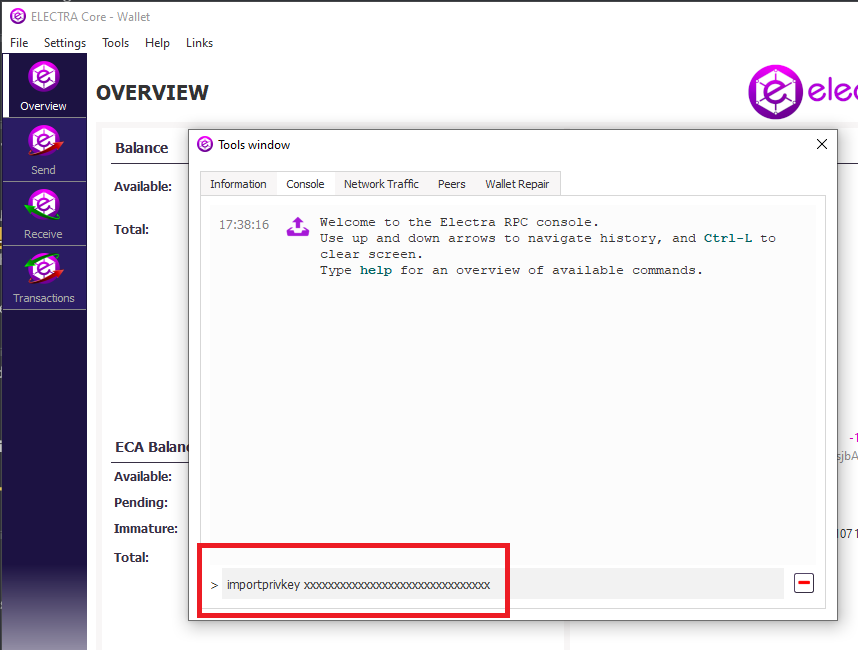 ELECTRA Core - Wallet
File Settings Tools Help Links
Overview
Send
Receive
Transactions
OVERVIEW
elec
Balance
Available:
Total:
ECA Balan
Available:
Pending:
Immature:
Total:
-1
sjbA
071
Tools window
Information Console Network Traffic Peers Wallet Repair
17:38:16
Welcome to the Electra RPC console.
Use up and down arrows to navigate history, and Ctrl-L to
clear screen.
Type help for an overview of available commands.
> importprivkey xxxxxxxxxxxxxxxxxxxxxxxxxxxxxxxx